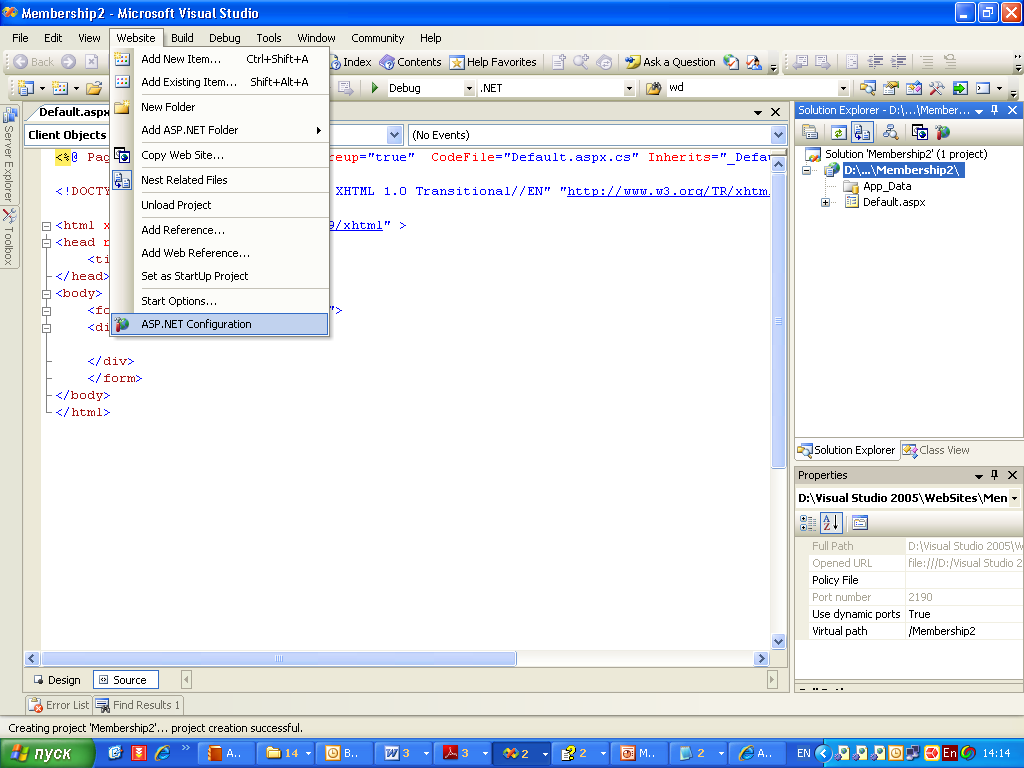 Membership2 - Microsoft Visual Studio
File Edit View Website Build Debug Tools Window Community Help
Back Index Contents Help Favorites Ask a Question
Debug .NET wd
Add New Item... Ctrl+Shift+A
Add Existing Item... Shift+Alt+A
New Folder
Add ASP.NET Folder
Copy Web Site...
Nest Related Files
Unload Project
Add Reference...
Add Web Reference...
Set as StartUp Project
Start Options...
ASP.NET Configuration
Server Explorer
Toolbox
Default.aspx
Client Objects (No Events)
<%@ Pag reup="true" CodeFile="Default.aspx.cs" Inherits="_Defau
<!DOCTY XHTML 1.0 Transitional//EN" "http://www.w3.org/TR/xhtm
<html x 9/xhtml" >
<head r
<ti
</head>
<body>
<fo ">
<di
</div>
</form>
</body>
</html>
Design Source
Error List Find Results 1
Solution Explorer - D:\...\Member...
Solution 'Membership2' (1 project)
D:\...\Membership2\
App_Data
Default.aspx
Solution Explorer Class View
Properties
D:\Visual Studio 2005\WebSites\Men
Full Path D:\Visual Studio 2005\W
Opened URL file:///D:/Visual Studio 2
Policy File
Port number 2190
Use dynamic ports True
Virtual path /Membership2
Creating project 'Membership2'... project creation successful.
пуск A.. 14 B.. 3 3 2 2 M.. 2 A.. EN En 14:14